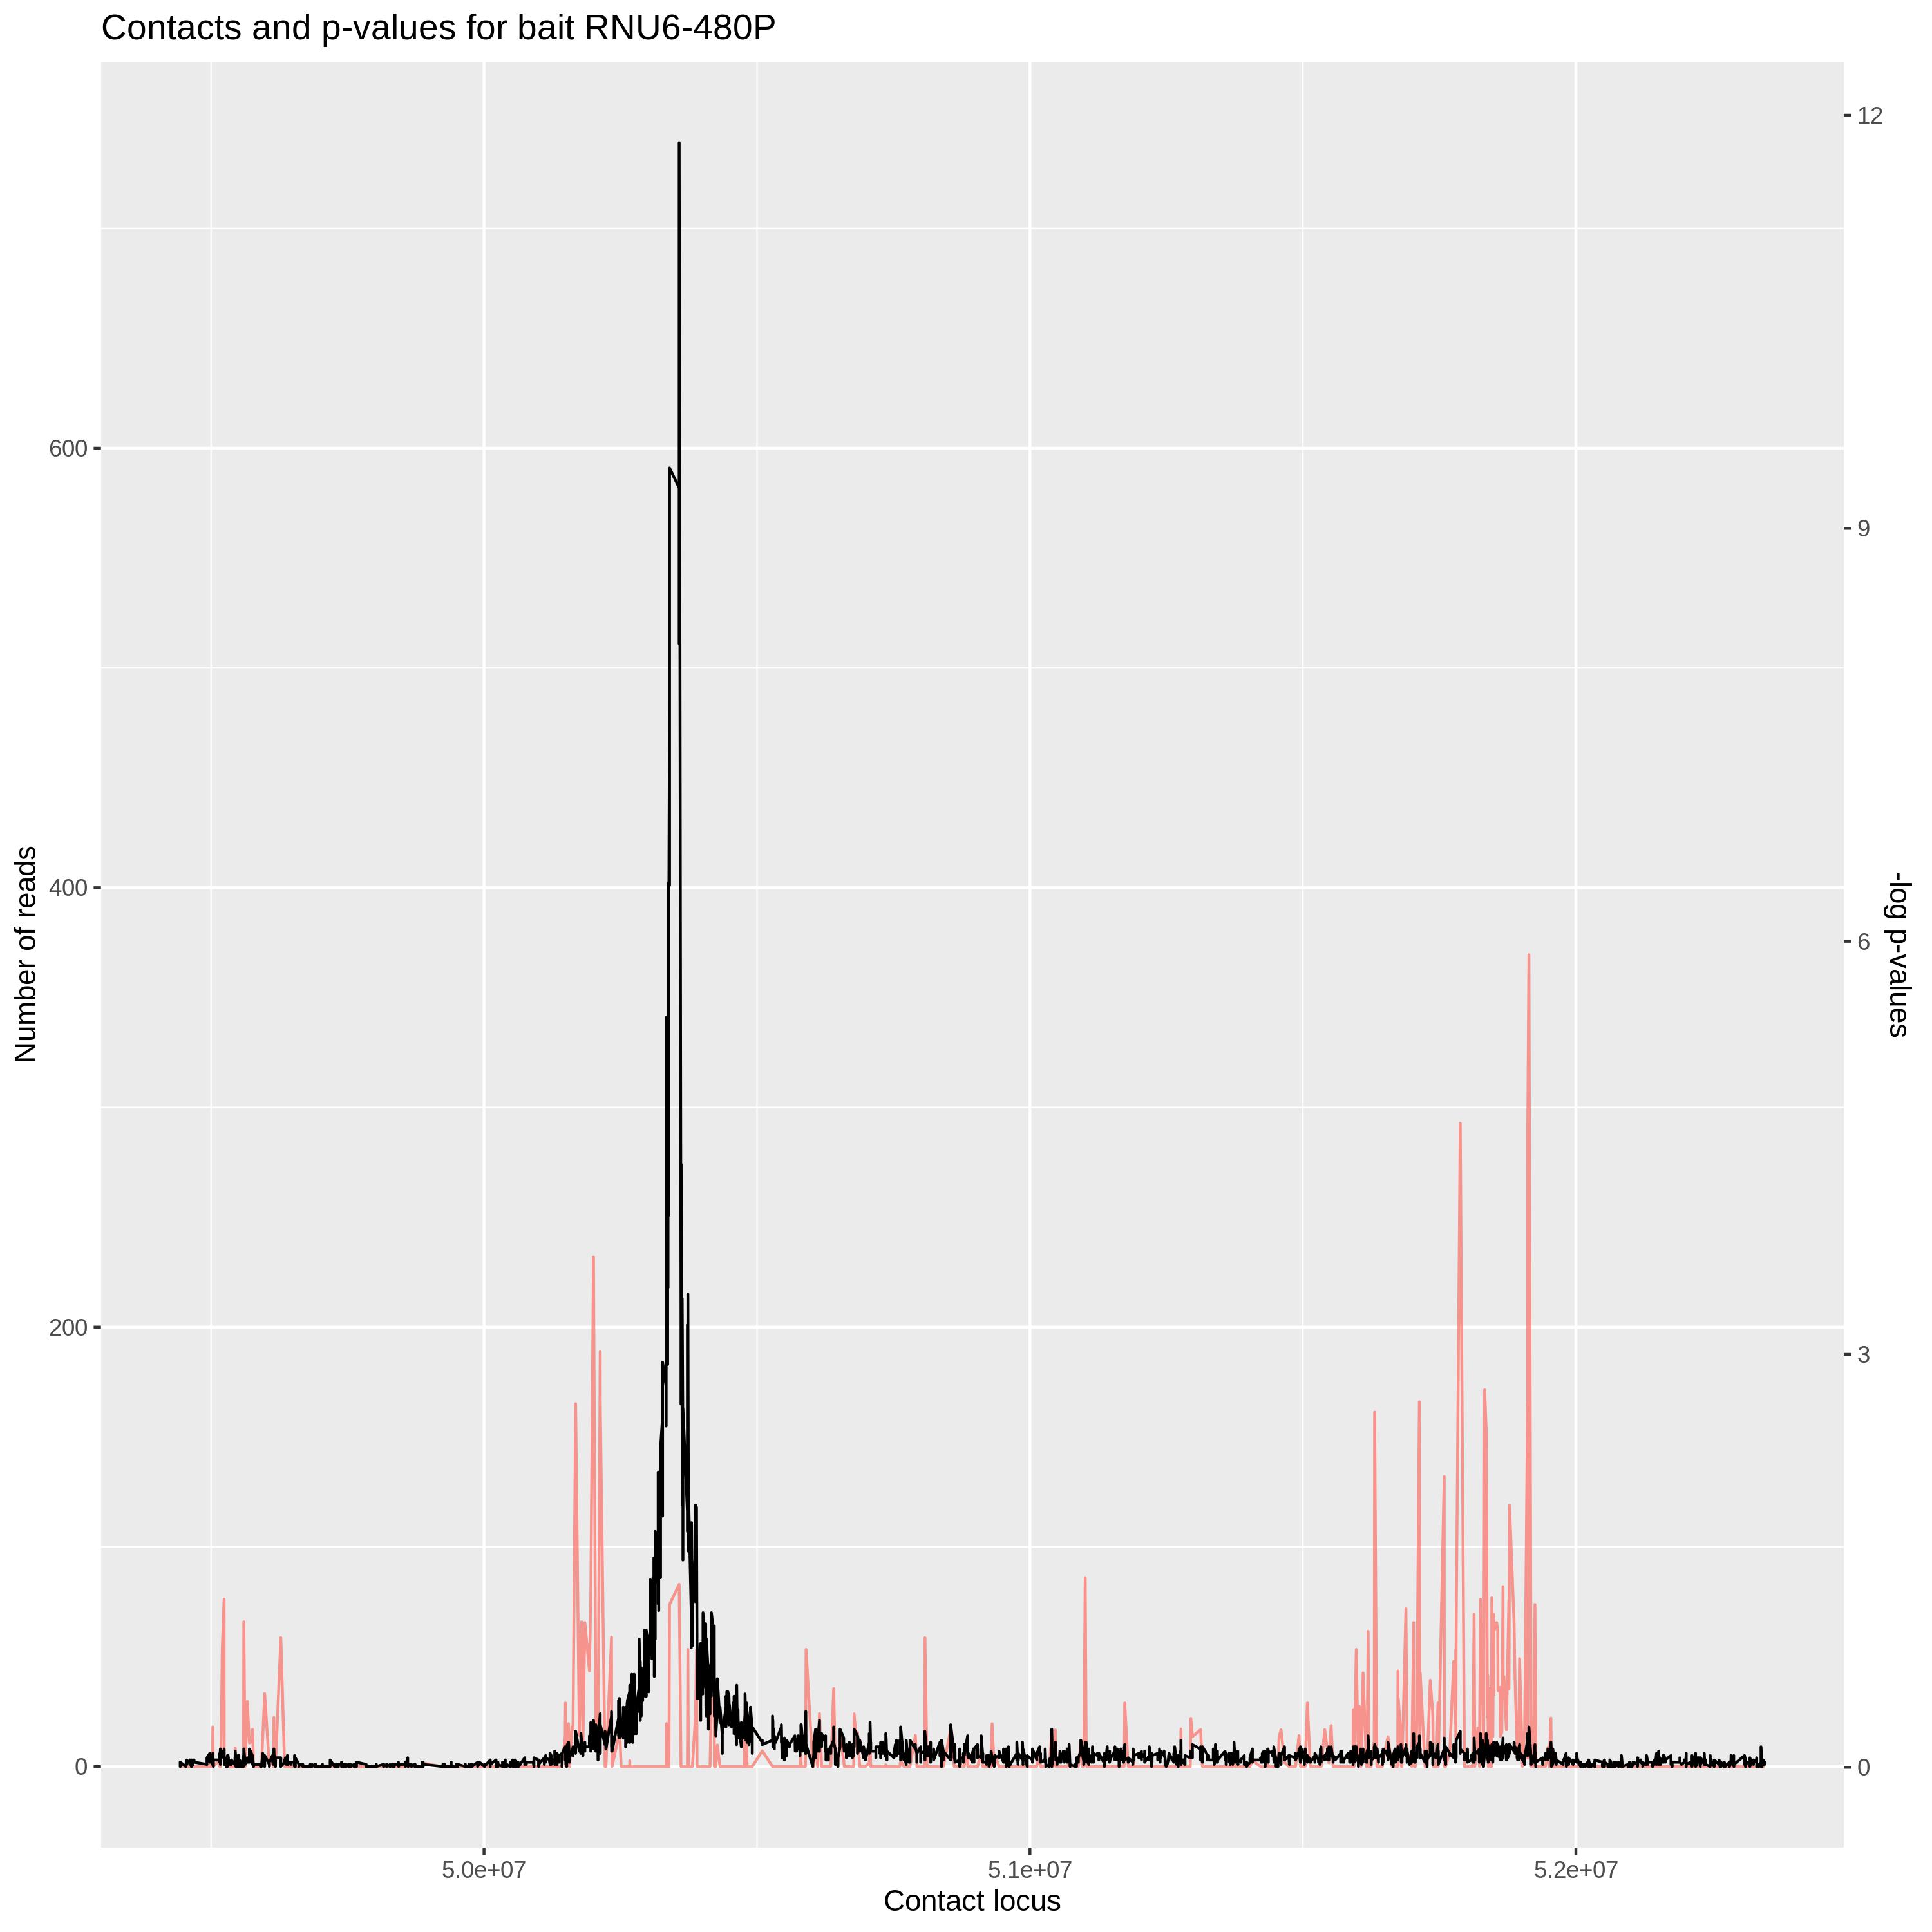 Contacts and p-values for bait RNU6-480P
12
9
6
3
0
600
400
200
0
Number of reads
-log p-values
5.0e+07
5.1e+07
5.2e+07
Contact locus